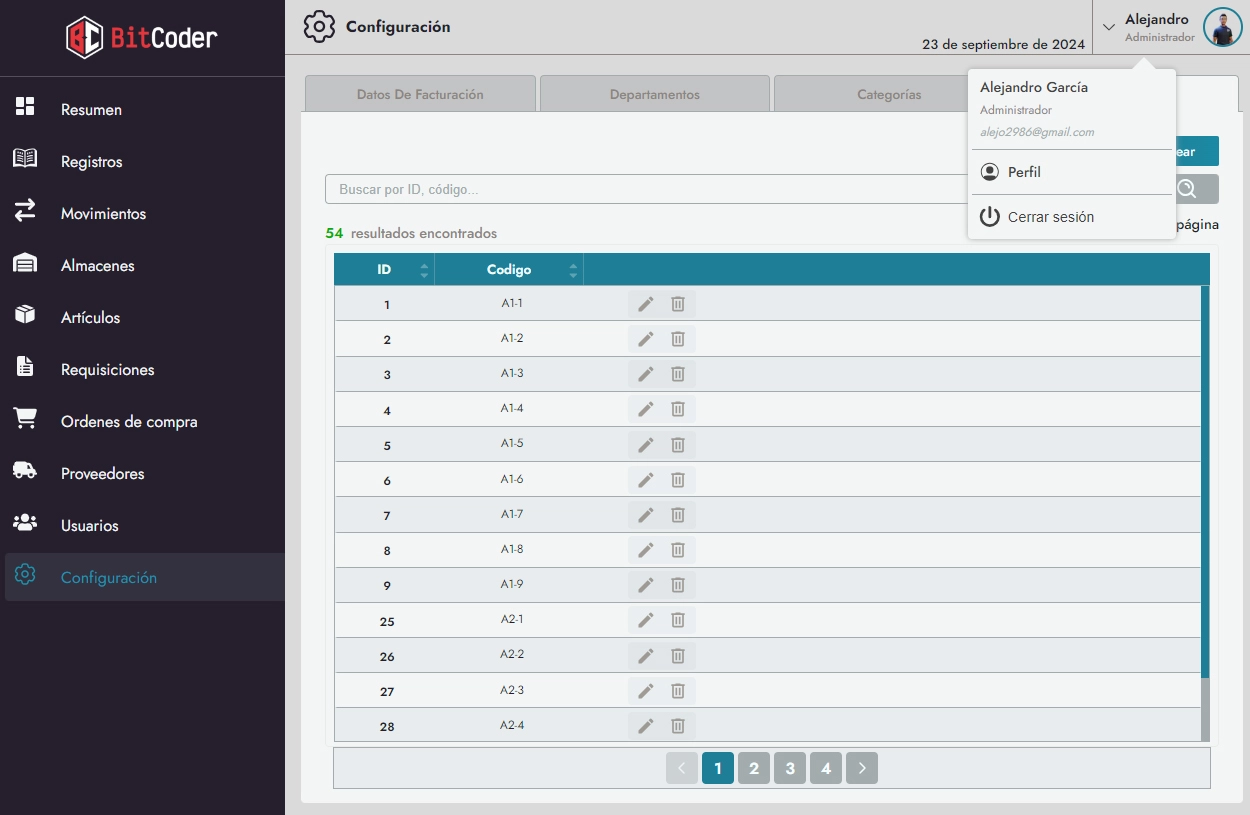 BitCoder
Configuración
23 de septiembre de 2024
Alejandro
Administrador
Resumen
Registros
Movimientos
Almacenes
Artículos
Requisiciones
Ordenes de compra
Proveedores
Usuarios
Configuración
Datos De Facturación
Departamentos
Categorías
Alejandro García
Administrador
alejo2986@gmail.com
Perfil
Cerrar sesión
ear
Buscar por ID, código...
54 resultados encontrados
página
ID Codigo
1 A1-1
2 A1-2
3 A1-3
4 A1-4
5 A1-5
6 A1-6
7 A1-7
8 A1-8
9 A1-9
25 A2-1
26 A2-2
27 A2-3
28 A2-4
1 2 3 4